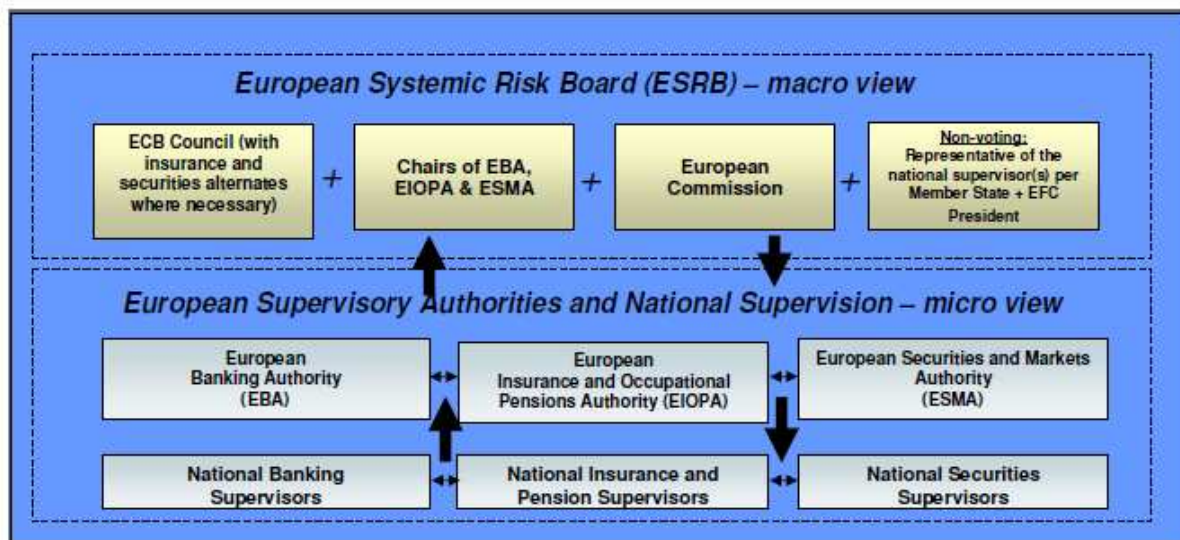 European Systemic Risk Board (ESRB) – macro view
ECB Council (with
insurance and
securities alternates
where necessary)
+
Chairs of EBA,
EIOPA & ESMA
+
European
Commission
+
Non-voting:
Representative of the
national supervisor(s) per
Member State + EFC
President
European Supervisory Authorities and National Supervision – micro view
European
Banking Authority
(EBA)
European
Insurance and Occupational
Pensions Authority (EIOPA)
European Securities and Markets
Authority
(ESMA)
National Banking
Supervisors
National Insurance and
Pension Supervisors
National Securities
Supervisors